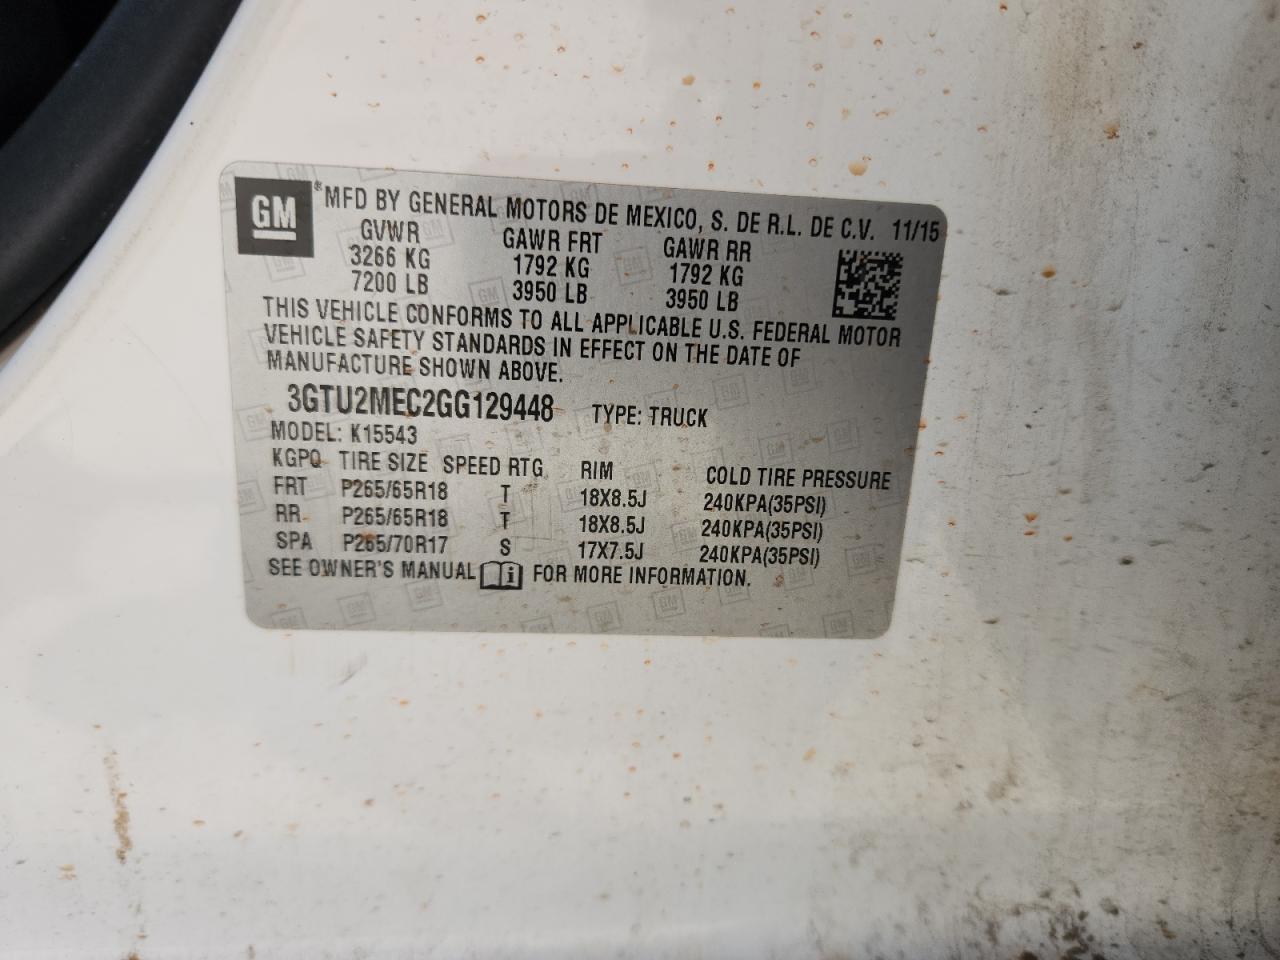 GM ® MFD BY GENERAL MOTORS DE MEXICO, S. DE R.L. DE C.V. 11/15
GVWR GAWR FRT GAWR RR
3266 KG 1792 KG 1792 KG
7200 LB 3950 LB 3950 LB
THIS VEHICLE CONFORMS TO ALL APPLICABLE U.S. FEDERAL MOTOR
VEHICLE SAFETY STANDARDS IN EFFECT ON THE DATE OF
MANUFACTURE SHOWN ABOVE.
3GTU2MEC2GG129448 TYPE: TRUCK
MODEL: K15543
KGPQ TIRE SIZE SPEED RTG RIM COLD TIRE PRESSURE
FRT P265/65R18 T 18X8.5J 240KPA(35PSI)
RR P265/65R18 T 18X8.5J 240KPA(35PSI)
SPA P265/70R17 S 17X7.5J 240KPA(35PSI)
SEE OWNER'S MANUAL i FOR MORE INFORMATION.